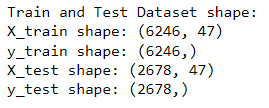 Train and Test Dataset shape:
X_train shape: (6246, 47)
y_train shape: (6246,)
X_test shape: (2678, 47)
y_test shape: (2678,)